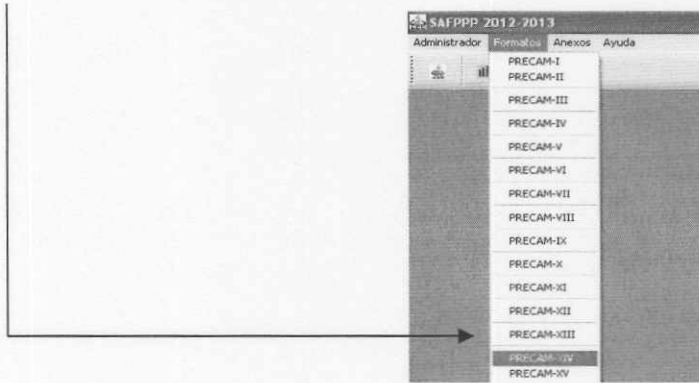 SAFPPP 2012-2013
Administrador Formatos Anexos Ayuda
PRECAM-I
PRECAM-II
PRECAM-III
PRECAM-IV
PRECAM-V
PRECAM-VI
PRECAM-VII
PRECAM-VIII
PRECAM-IX
PRECAM-X
PRECAM-XI
PRECAM-XII
PRECAM-XIII
PRECAM-XIV
PRECAM-XV